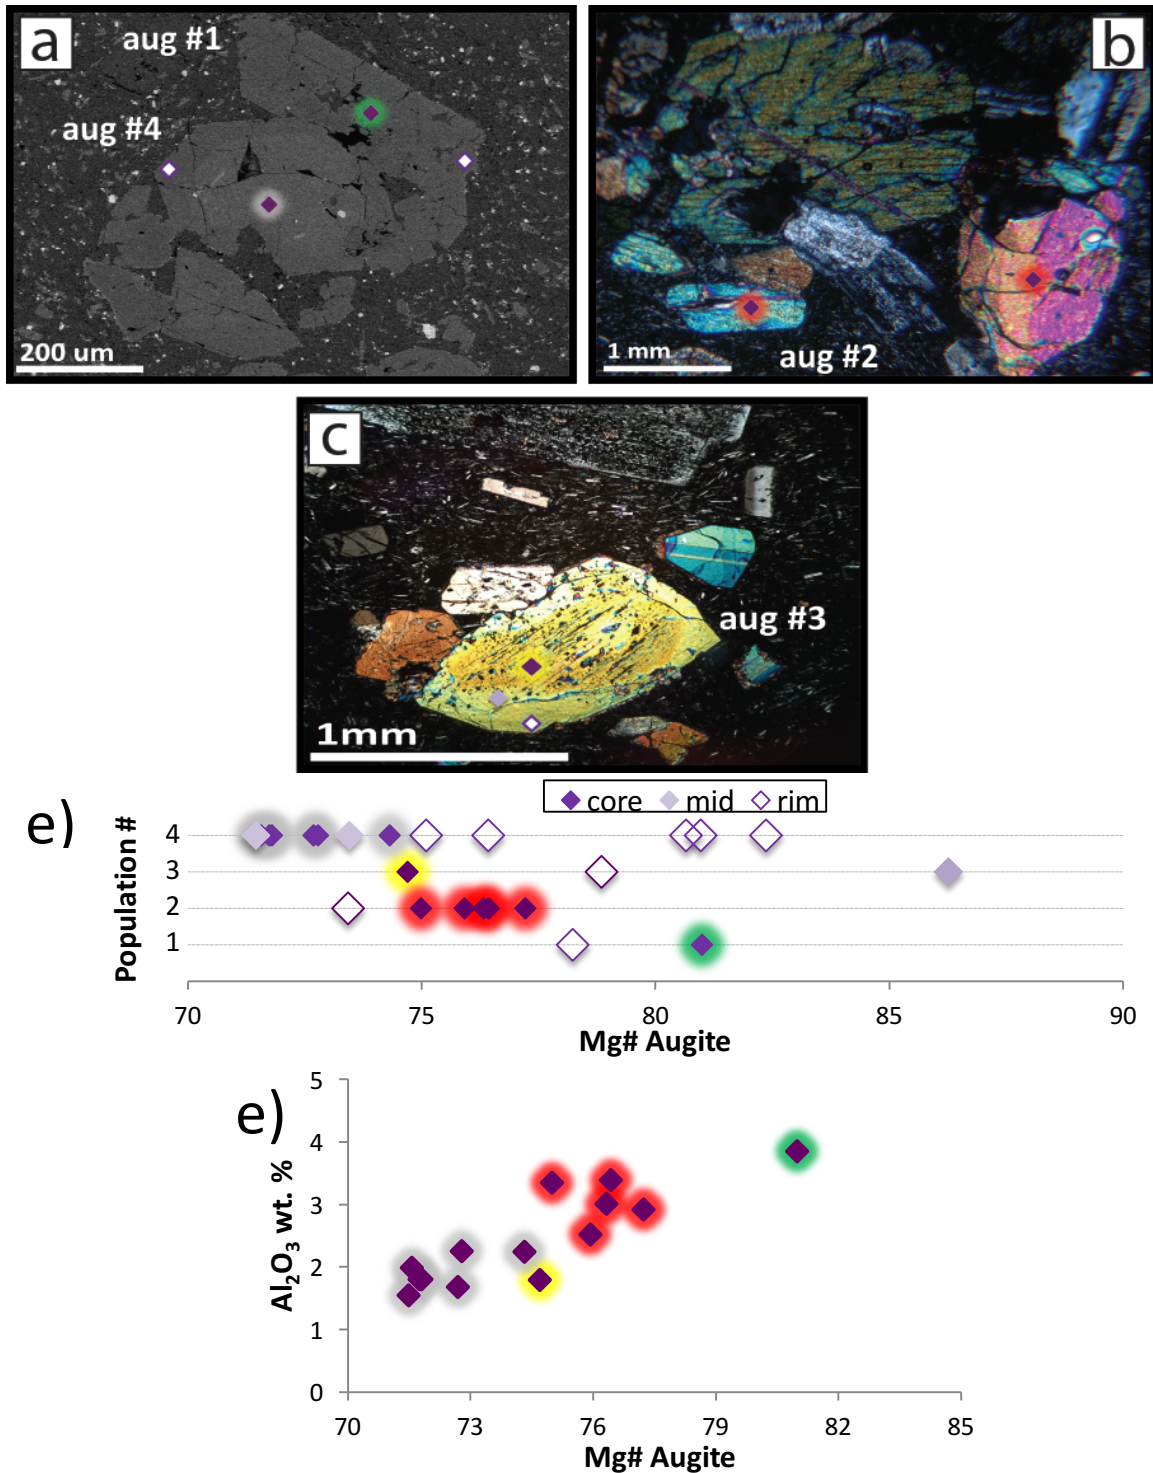 a
aug #1
aug #4
200 um
b
1 mm
aug #2
c
aug #3
1mm
e)
core mid rim
Population #
4
3
2
1
70 75 80 85 90
Mg# Augite
e)
Al₂O₃ wt. %
5
4
3
2
1
0
70 73 76 79 82 85
Mg# Augite